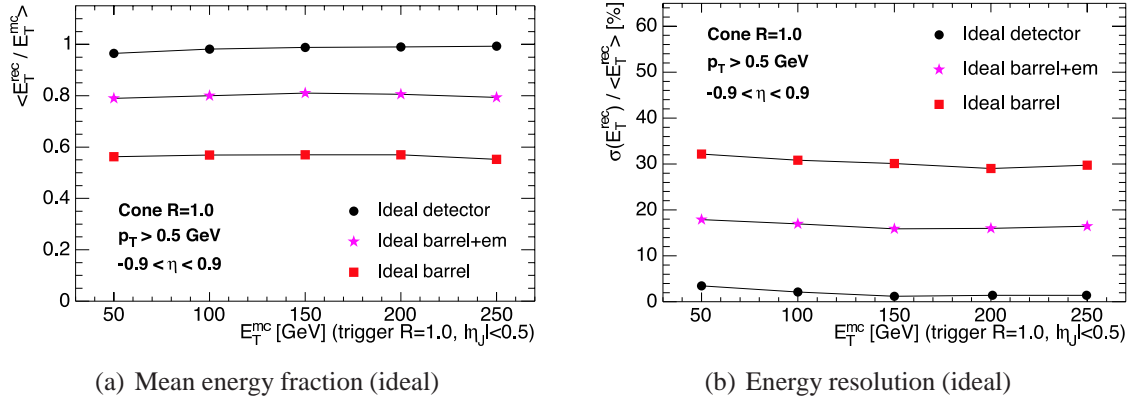 <E_T^rec / E_T^mc>
1
0.8
0.6
0.4
0.2
0
Cone R=1.0
p_T > 0.5 GeV
-0.9 < η < 0.9
Ideal detector
Ideal barrel+em
Ideal barrel
50 100 150 200 250
E_T^mc [GeV] (trigger R=1.0, |η_J|<0.5)
(a) Mean energy fraction (ideal)
σ(E_T^rec) / <E_T^rec> [%]
60
50
40
30
20
10
0
Cone R=1.0
p_T > 0.5 GeV
-0.9 < η < 0.9
Ideal detector
Ideal barrel+em
Ideal barrel
50 100 150 200 250
E_T^mc [GeV] (trigger R=1.0, |η_J|<0.5)
(b) Energy resolution (ideal)